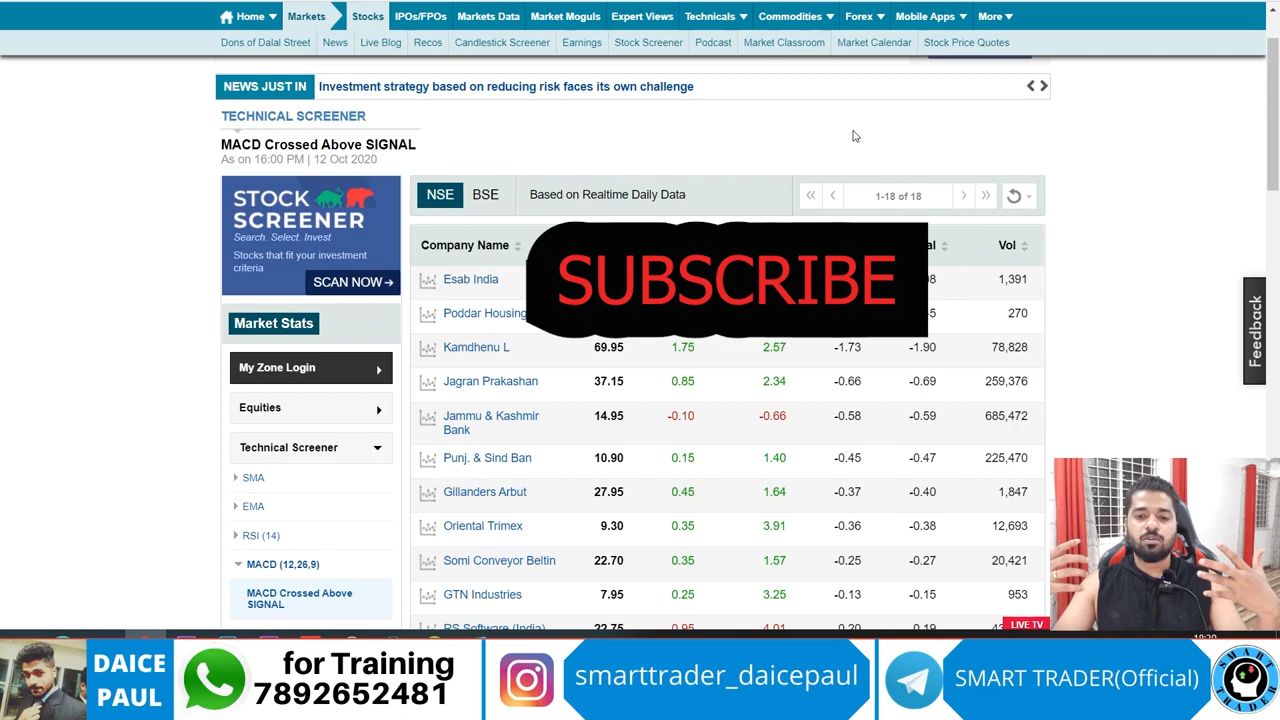 Home Markets Stocks IPOs/FPOs Markets Data Market Moguls Expert Views Technicals Commodities Forex Mobile Apps More
Dons of Dalal Street News Live Blog Recos Candlestick Screener Earnings Stock Screener Podcast Market Classroom Market Calendar Stock Price Quotes
NEWS JUST IN Investment strategy based on reducing risk faces its own challenge
TECHNICAL SCREENER
MACD Crossed Above SIGNAL
As on 16:00 PM | 12 Oct 2020
STOCK
SCREENER
Search. Select. Invest
Stocks that fit your investment
criteria
SCAN NOW
Market Stats
My Zone Login
Equities
Technical Screener
SMA
EMA
RSI (14)
MACD (12,26,9)
MACD Crossed Above
SIGNAL
NSE BSE Based on Realtime Daily Data 1-18 of 18
Company Name Vol
SUBSCRIBE
Esab India 1,391
Poddar Housing 270
Kamdhenu L 69.95 1.75 2.57 -1.73 -1.90 78,828
Jagran Prakashan 37.15 0.85 2.34 -0.66 -0.69 259,376
Jammu & Kashmir
Bank 14.95 -0.10 -0.66 -0.58 -0.59 685,472
Punj. & Sind Ban 10.90 0.15 1.40 -0.45 -0.47 225,470
Gillanders Arbut 27.95 0.45 1.64 -0.37 -0.40 1,847
Oriental Trimex 9.30 0.35 3.91 -0.36 -0.38 12,693
Somi Conveyor Beltin 22.70 0.35 1.57 -0.25 -0.27 20,421
GTN Industries 7.95 0.25 3.25 -0.13 -0.15 953
RS Software (India) 22.75 0.95 4.01
Feedback
LIVE TV
DAICE
PAUL
for Training
7892652481
smarttrader_daicepaul
SMART TRADER(Official)
SMART
TRADER